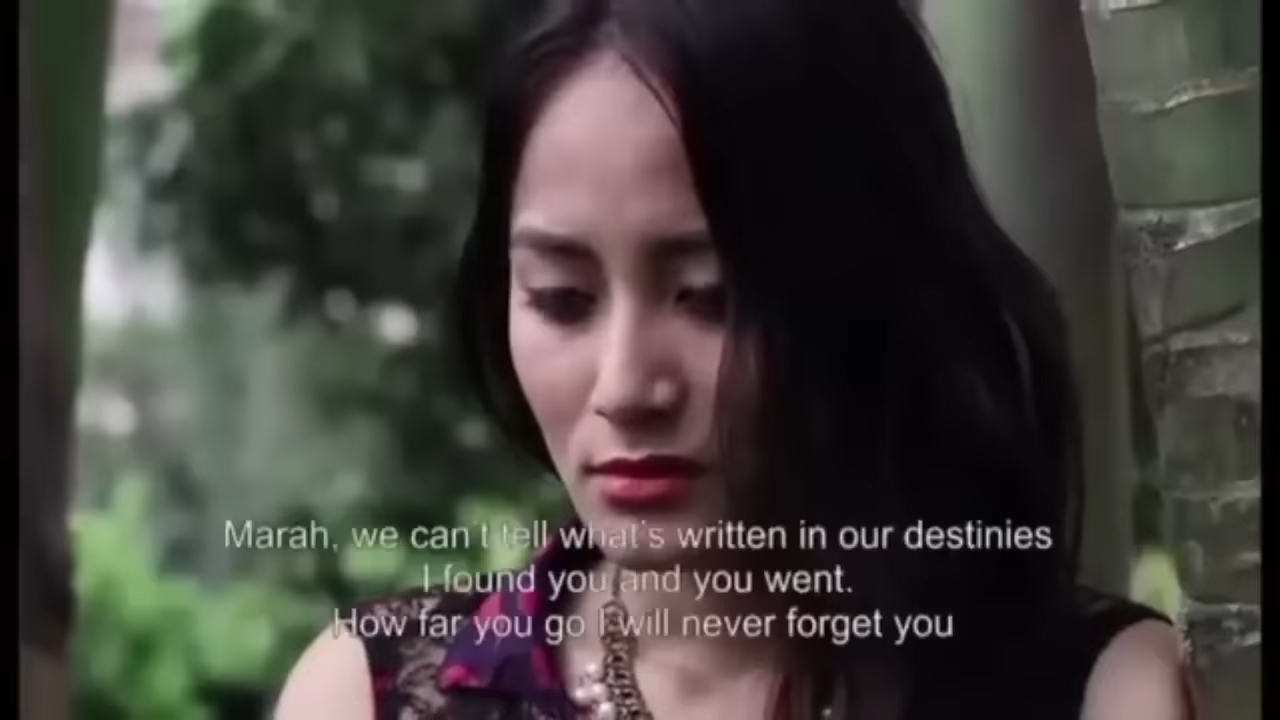 Marah, we can't tell what's written in our destinies
I found you and you went.
How far you go I will never forget you